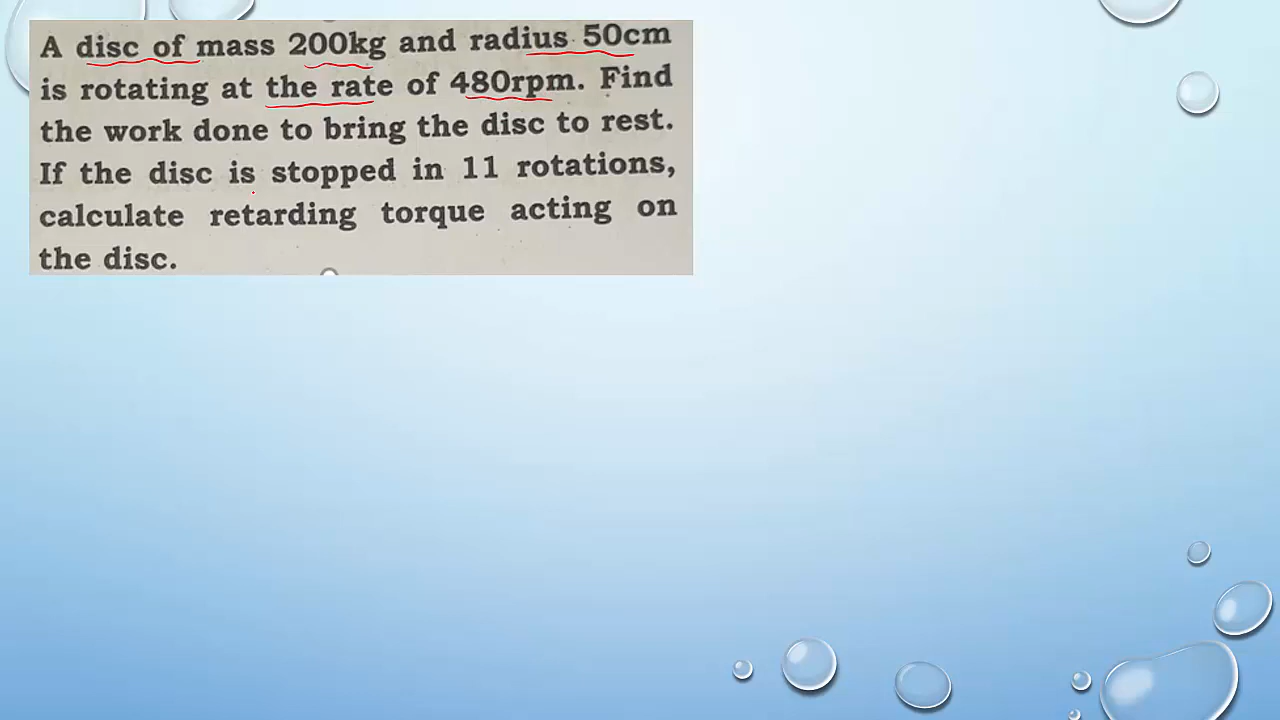 A disc of mass 200kg and radius 50cm
is rotating at the rate of 480rpm. Find
the work done to bring the disc to rest.
If the disc is stopped in 11 rotations,
calculate retarding torque acting on
the disc.